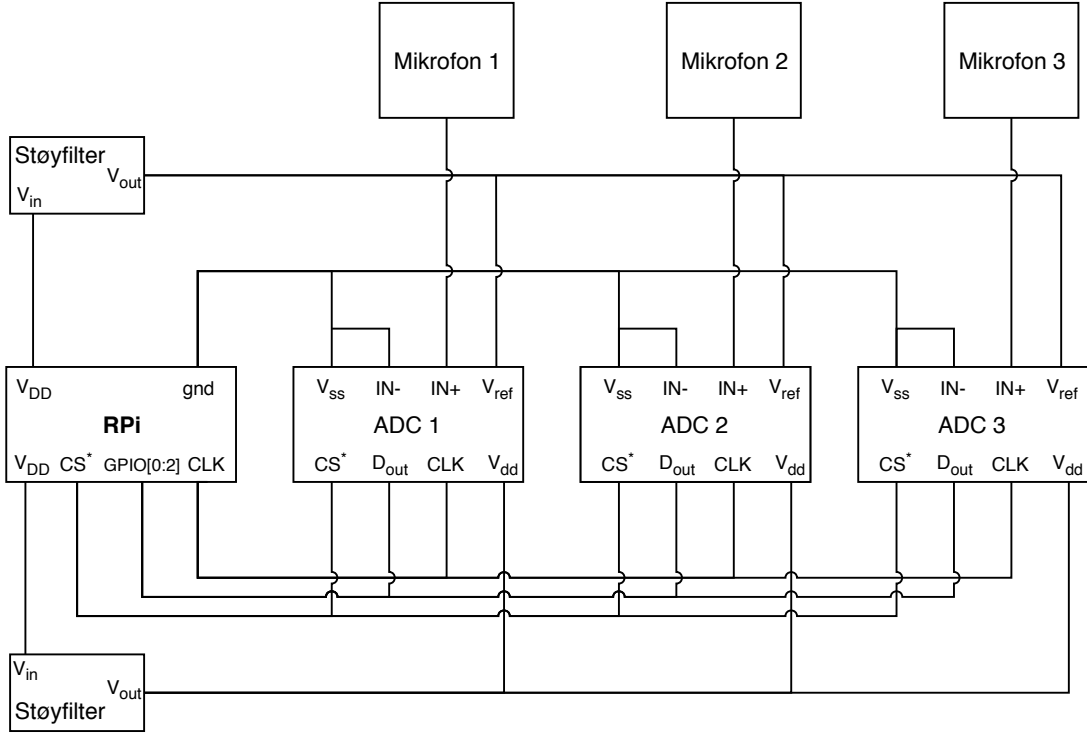 Mikrofon 1
Mikrofon 2
Mikrofon 3
Støyfilter
Vout
Vin
VDD
gnd
RPi
VDD CS* GPIO[0:2] CLK
Vss IN- IN+ Vref
ADC 1
CS* Dout CLK Vdd
Vss IN- IN+ Vref
ADC 2
CS* Dout CLK Vdd
Vss IN- IN+ Vref
ADC 3
CS* Dout CLK Vdd
Vin
Vout
Støyfilter